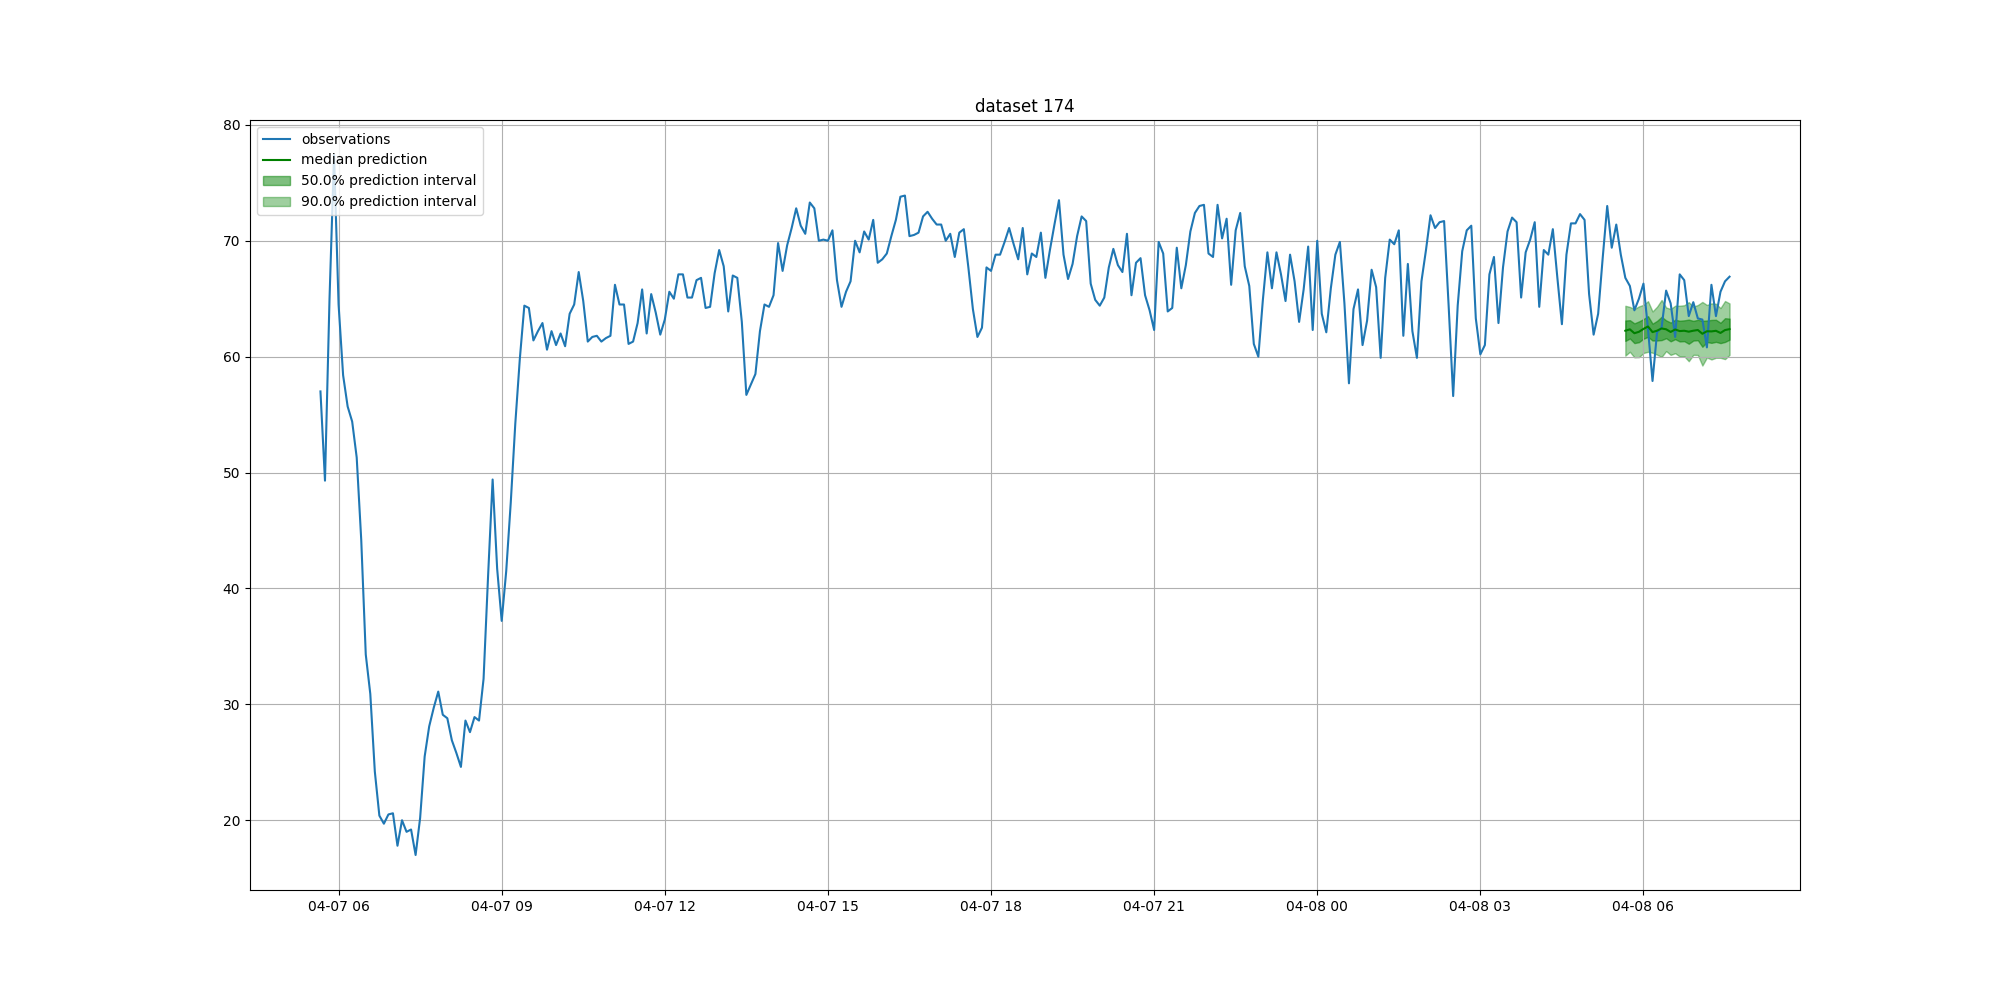 dataset 174
observations
median prediction
50.0% prediction interval
90.0% prediction interval
80
70
60
50
40
30
20
04-07 06 04-07 09 04-07 12 04-07 15 04-07 18 04-07 21 04-08 00 04-08 03 04-08 06